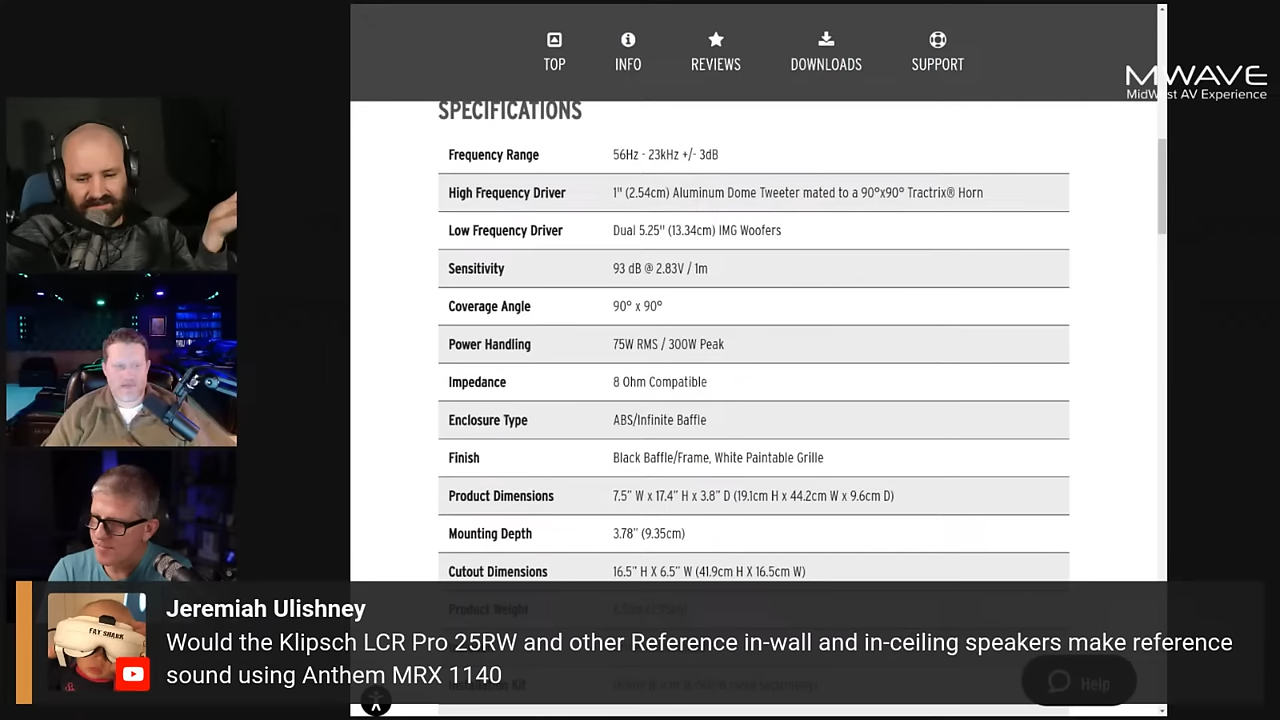 TOP INFO REVIEWS DOWNLOADS SUPPORT
MWAVE
MidWest AV Experience
SPECIFICATIONS
Frequency Range 56Hz - 23kHz +/- 3dB
High Frequency Driver 1" (2.54cm) Aluminum Dome Tweeter mated to a 90°x90° Tractrix® Horn
Low Frequency Driver Dual 5.25" (13.34cm) IMG Woofers
Sensitivity 93 dB @ 2.83V / 1m
Coverage Angle 90° x 90°
Power Handling 75W RMS / 300W Peak
Impedance 8 Ohm Compatible
Enclosure Type ABS/Infinite Baffle
Finish Black Baffle/Frame, White Paintable Grille
Product Dimensions 7.5" W x 17.4" H x 3.8" D (19.1cm H x 44.2cm W x 9.6cm D)
Mounting Depth 3.78" (9.35cm)
Cutout Dimensions 16.5" H X 6.5" W (41.9cm H X 16.5cm W)
Product Weight
Installation Kit
Help
FAT SHARK
Jeremiah Ulishney
Would the Klipsch LCR Pro 25RW and other Reference in-wall and in-ceiling speakers make reference
sound using Anthem MRX 1140